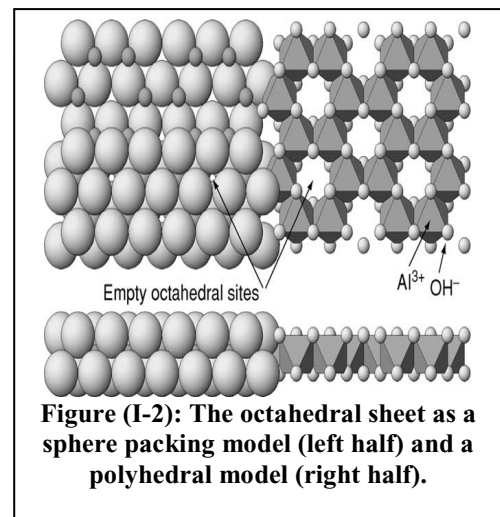 Empty octahedral sites
Al³⁺ OH⁻
Figure (I-2): The octahedral sheet as a
sphere packing model (left half) and a
polyhedral model (right half).